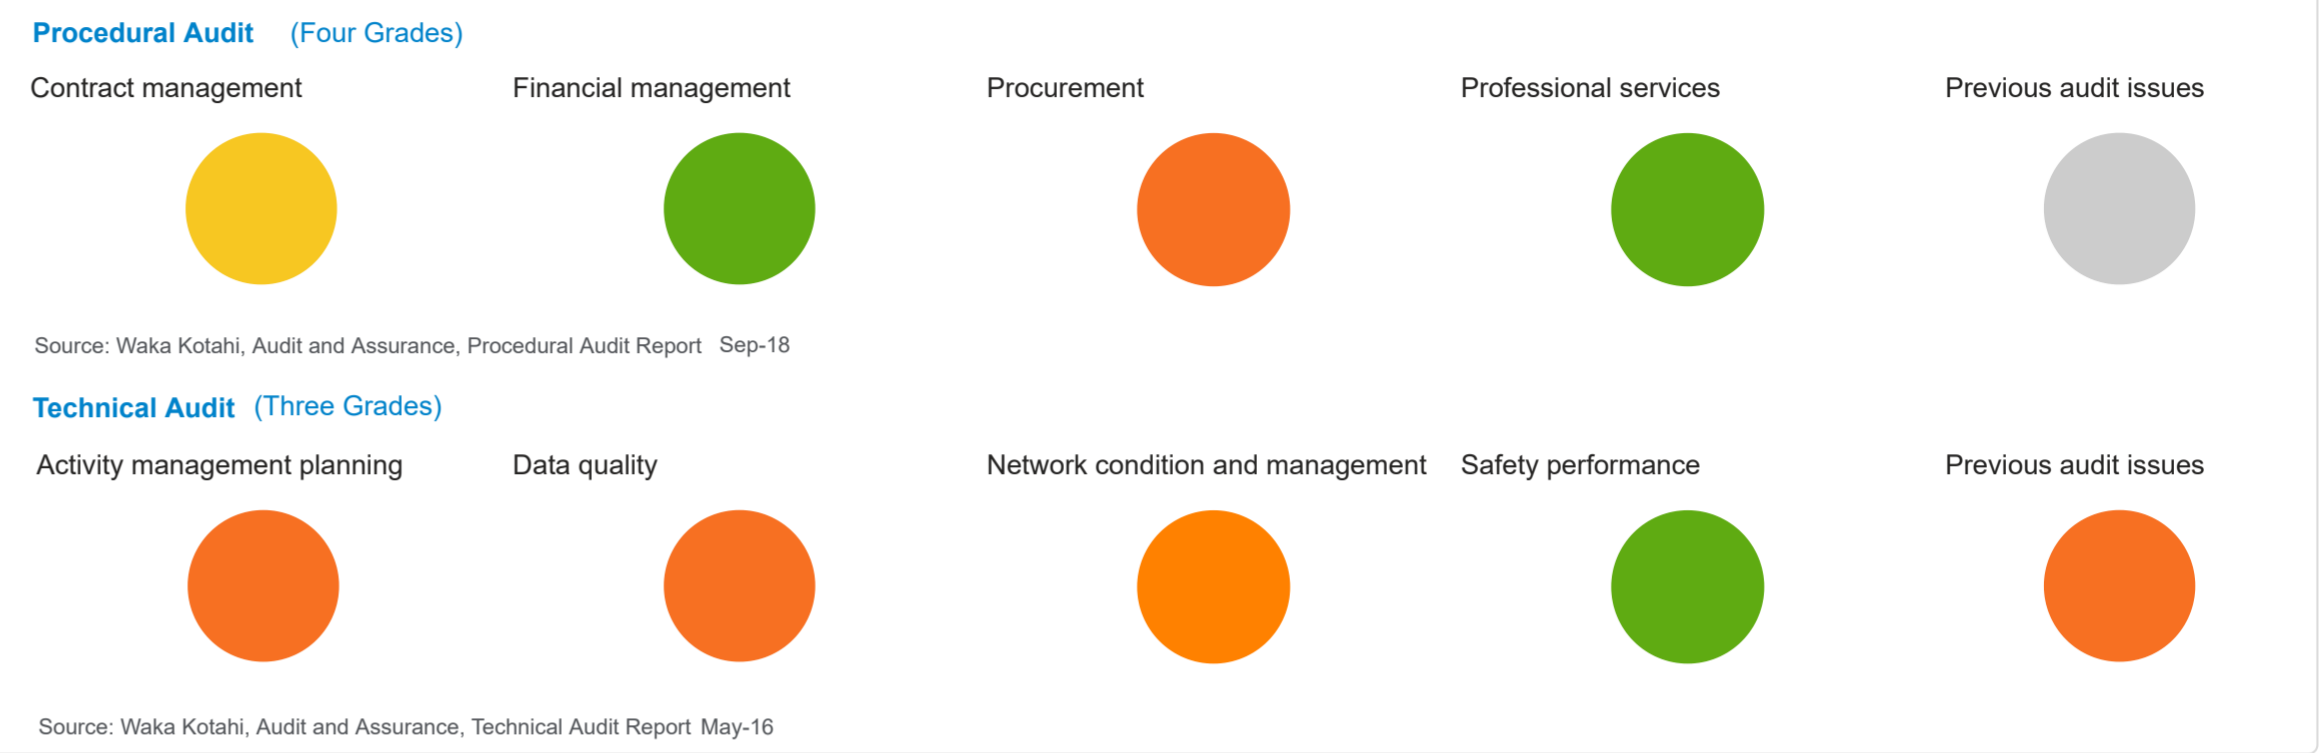 Procedural Audit (Four Grades)
Contract management
Financial management
Procurement
Professional services
Previous audit issues
Source: Waka Kotahi, Audit and Assurance, Procedural Audit Report Sep-18
Technical Audit (Three Grades)
Activity management planning
Data quality
Network condition and management
Safety performance
Previous audit issues
Source: Waka Kotahi, Audit and Assurance, Technical Audit Report May-16